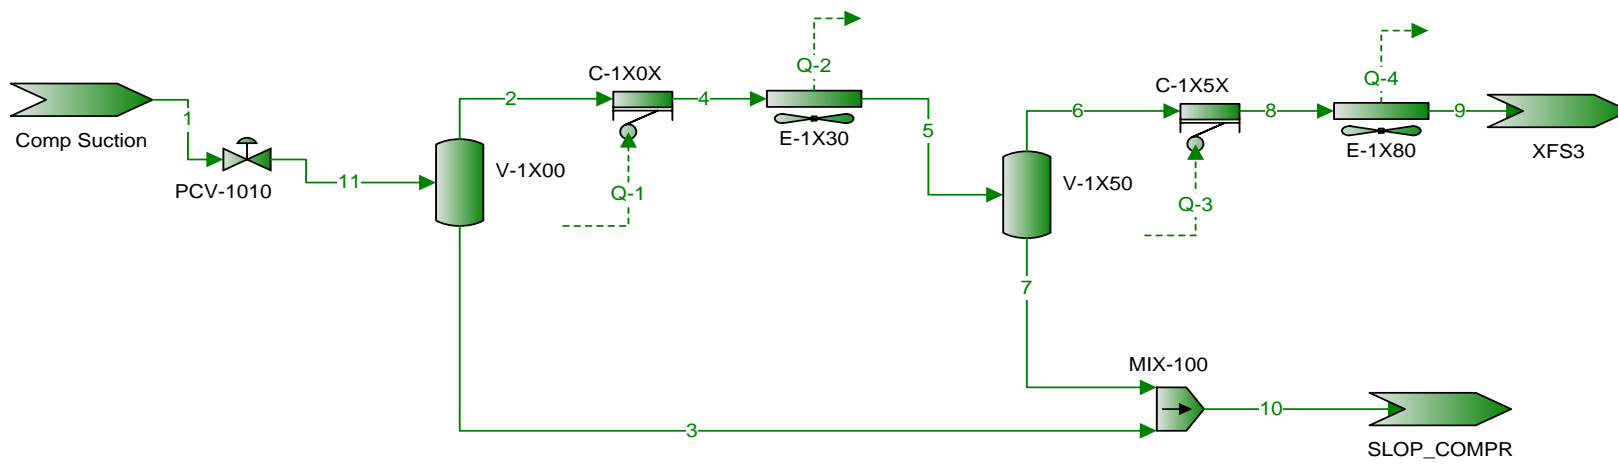 Comp Suction
1
PCV-1010
11
V-1X00
2
C-1X0X
Q-1
4
Q-2
E-1X30
5
V-1X50
6
C-1X5X
Q-3
8
Q-4
E-1X80
9
XFS3
7
3
MIX-100
10
SLOP_COMPR